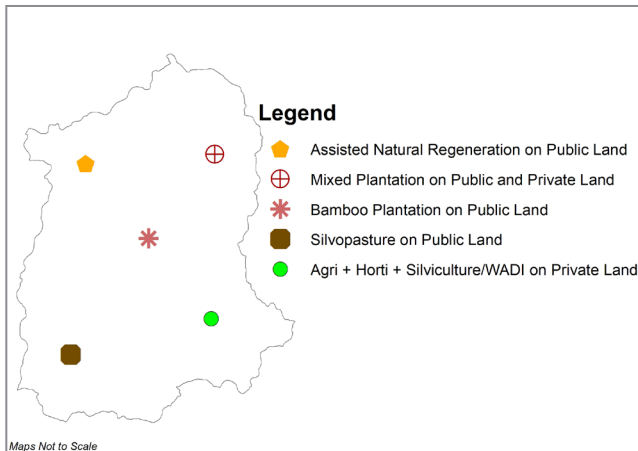 Legend
Assisted Natural Regeneration on Public Land
Mixed Plantation on Public and Private Land
Bamboo Plantation on Public Land
Silvopasture on Public Land
Agri + Horti + Silviculture/WADI on Private Land
Maps Not to Scale